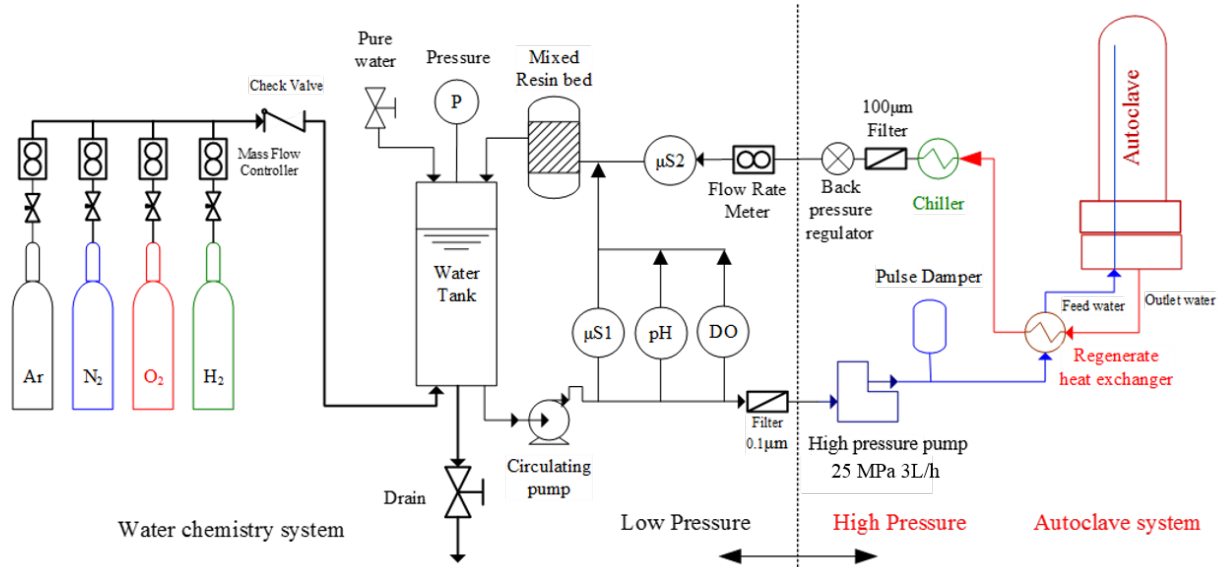 Pure
water
Pressure
Mixed
Resin bed
Check Valve
P
100µm
Filter
Autoclave
Mass Flow
Controller
µS2
Flow Rate
Meter
Back
pressure
regulator
Chiller
Water
Tank
Pulse Damper
Feed water
Outlet water
µS1
pH
DO
Regenerate
heat exchanger
Ar
N₂
O₂
H₂
Filter
0.1µm
High pressure pump
25 MPa 3L/h
Circulating
pump
Drain
Water chemistry system
Low Pressure
High Pressure
Autoclave system